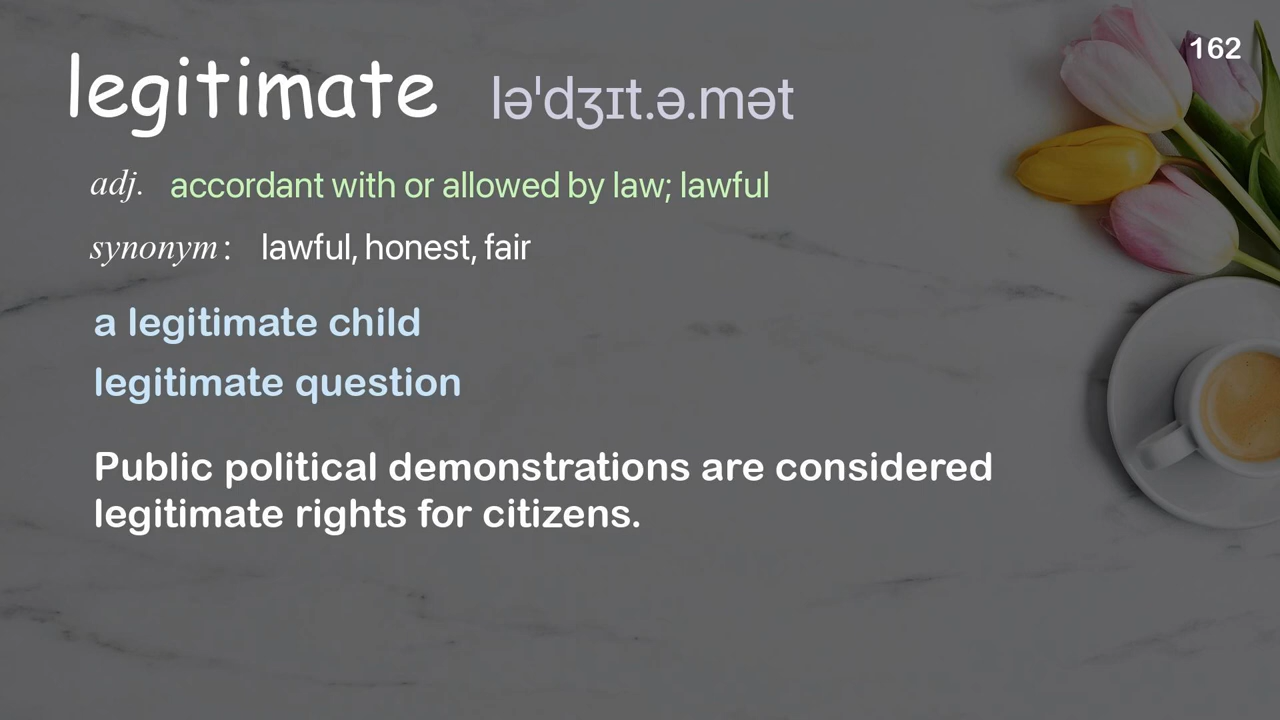 162
legitimate ləˈdʒɪt.ə.mət
adj. accordant with or allowed by law; lawful
synonym: lawful, honest, fair
a legitimate child
legitimate question
Public political demonstrations are considered
legitimate rights for citizens.